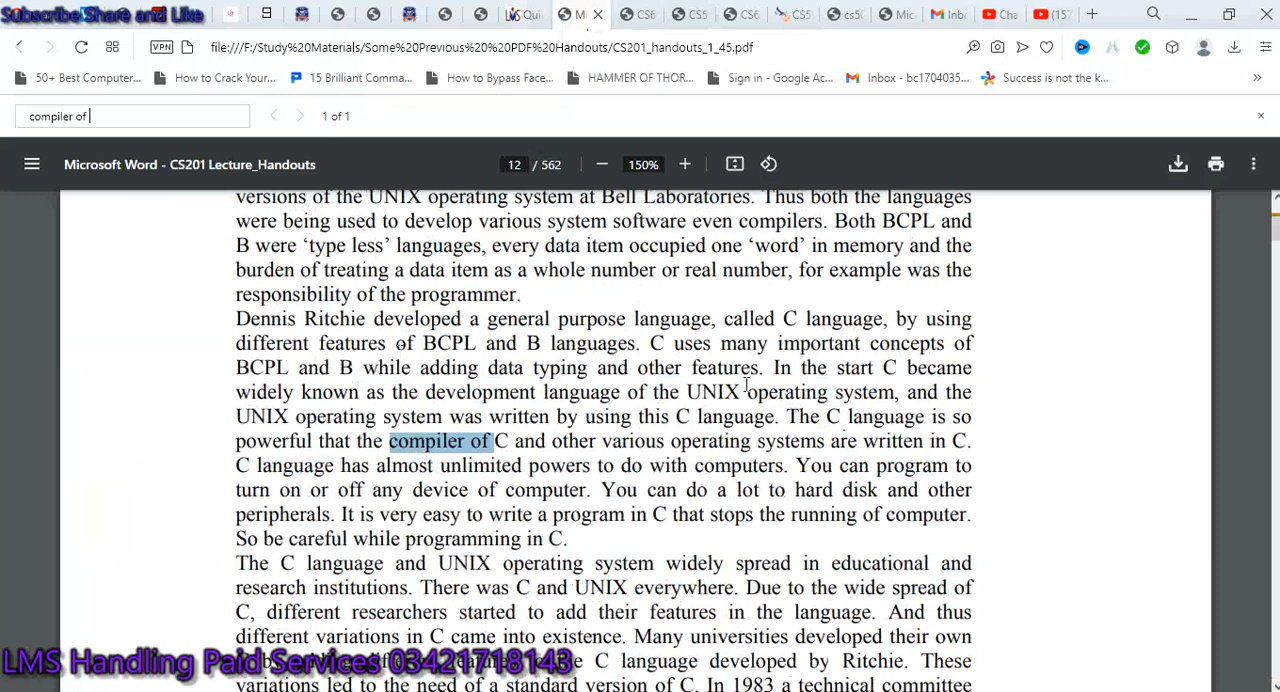 Subscribe Share and Like
Qui
M
CS6
CS5
CS6
CS5
cs50
Mic
Inb
Cha
(157
VPN
file:///F:/Study%20Materials/Some%20Previous%20%20PDF%20Handouts/CS201_handouts_1_45.pdf
50+ Best Computer...
How to Crack Your...
15 Brilliant Comma...
How to Bypass Face...
HAMMER OF THOR...
Sign in - Google Ac...
Inbox - bc1704035...
Success is not the k...
compiler of
1 of 1
Microsoft Word - CS201 Lecture_Handouts
12 / 562
150%
versions of the UNIX operating system at Bell Laboratories. Thus both the languages
were being used to develop various system software even compilers. Both BCPL and
B were ‘type less’ languages, every data item occupied one ‘word’ in memory and the
burden of treating a data item as a whole number or real number, for example was the
responsibility of the programmer.
Dennis Ritchie developed a general purpose language, called C language, by using
different features of BCPL and B languages. C uses many important concepts of
BCPL and B while adding data typing and other features. In the start C became
widely known as the development language of the UNIX operating system, and the
UNIX operating system was written by using this C language. The C language is so
powerful that the compiler of C and other various operating systems are written in C.
C language has almost unlimited powers to do with computers. You can program to
turn on or off any device of computer. You can do a lot to hard disk and other
peripherals. It is very easy to write a program in C that stops the running of computer.
So be careful while programming in C.
The C language and UNIX operating system widely spread in educational and
research institutions. There was C and UNIX everywhere. Due to the wide spread of
C, different researchers started to add their features in the language. And thus
different variations in C came into existence. Many universities developed their own
C language developed by Ritchie. These
variations led to the need of a standard version of C. In 1983 a technical committee
LMS Handling Paid Services 03421718143